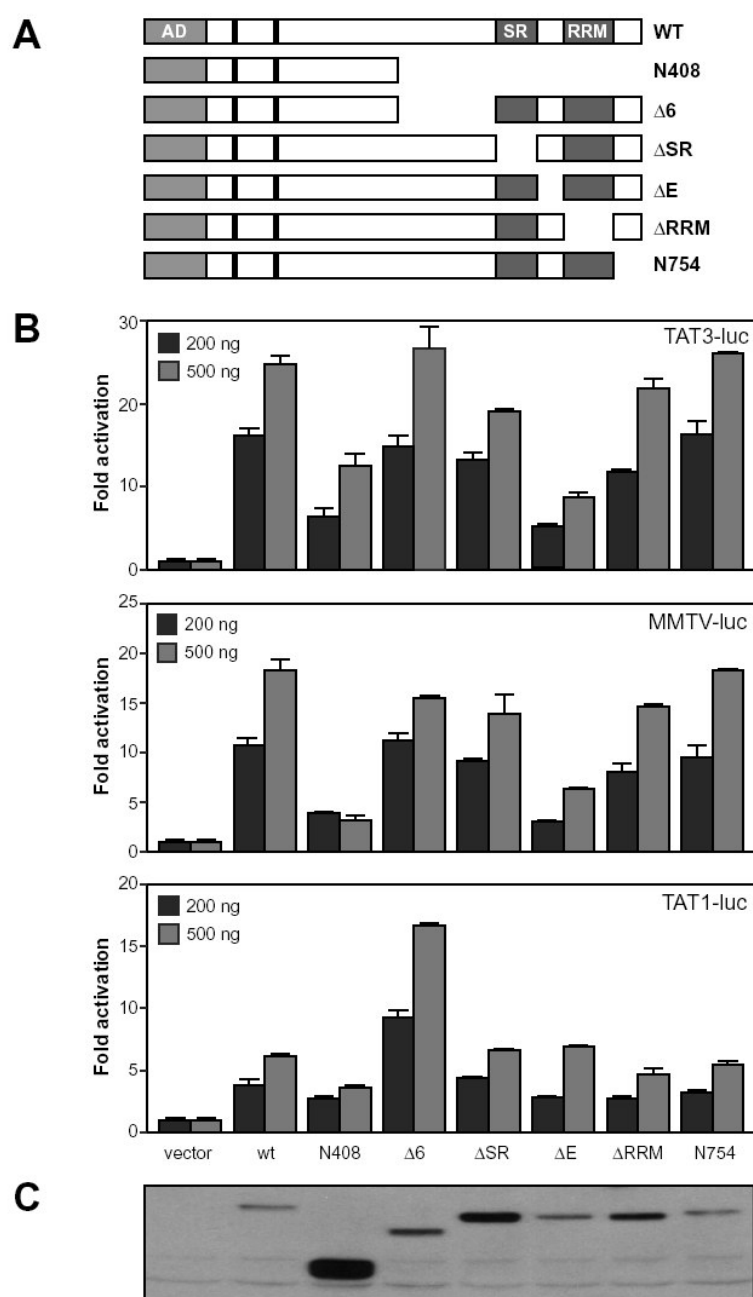 A
AD SR RRM WT
N408
Δ6
ΔSR
ΔE
ΔRRM
N754
B
30
20
10
0
Fold activation
200 ng
500 ng
TAT3-luc
25
20
15
10
5
0
Fold activation
200 ng
500 ng
MMTV-luc
20
15
10
5
0
Fold activation
200 ng
500 ng
TAT1-luc
vector wt N408 Δ6 ΔSR ΔE ΔRRM N754
C